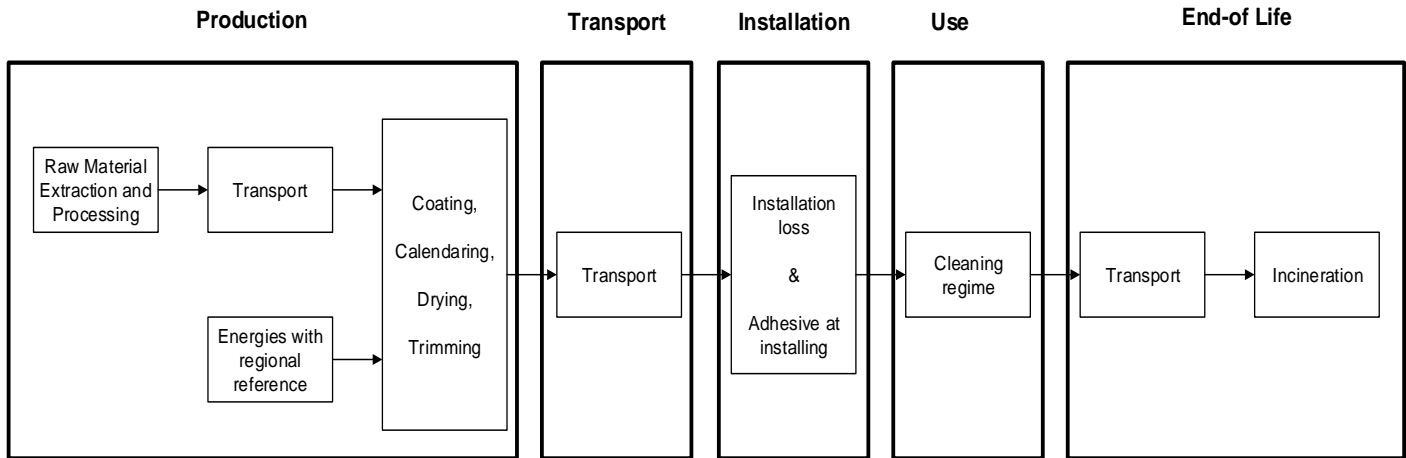 Production
Transport
Installation
Use
End-of Life
Raw Material
Extraction and
Processing
Transport
Energies with
regional
reference
Coating,
Calendaring,
Drying,
Trimming
Transport
Installation
loss
&
Adhesive at
installing
Cleaning
regime
Transport
Incineration